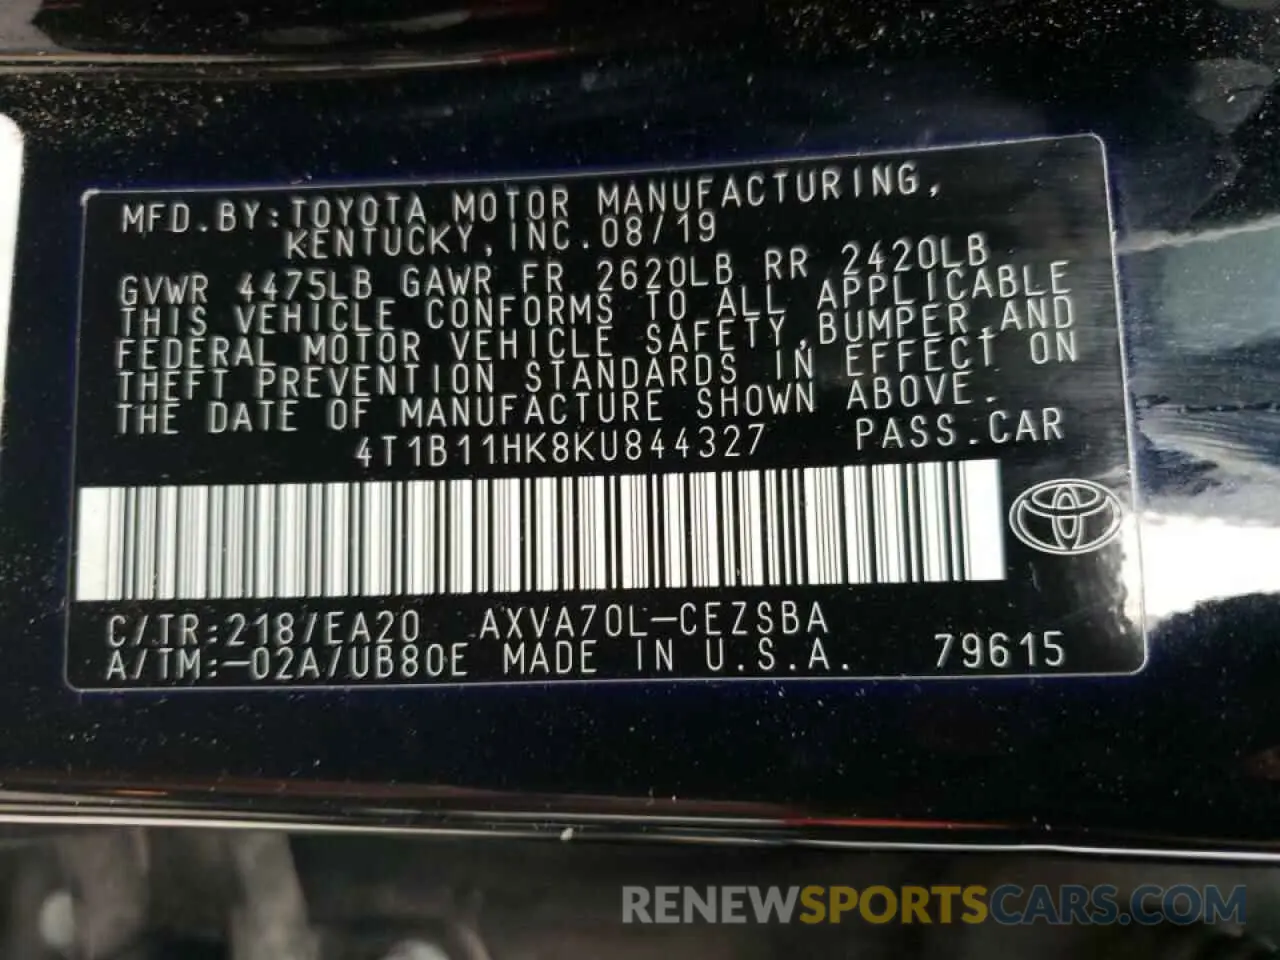 MFD.BY:TOYOTA MOTOR MANUFACTURING,
KENTUCKY,INC.08/19
GVWR 4475LB GAWR FR 2620LB RR 2420LB
THIS VEHICLE CONFORMS TO ALL APPLICABLE
FEDERAL MOTOR VEHICLE SAFETY,BUMPER,AND
THEFT PREVENTION STANDARDS IN EFFECT ON
THE DATE OF MANUFACTURE SHOWN ABOVE.
4T1B11HK8KU844327 PASS.CAR
C/TR:218/EA20 AXVA70L-CEZSBA
A/TM:-02A/UB80E MADE IN U.S.A. 79615
RENEWSPORTSCARS.COM